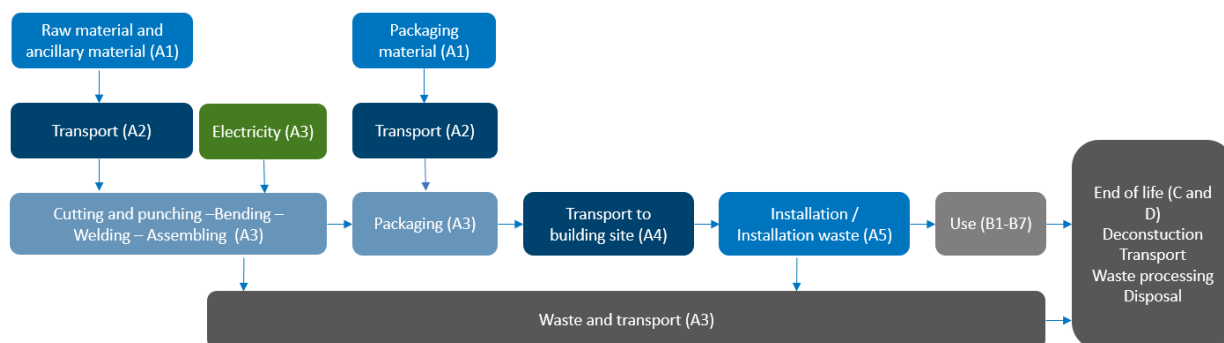 Raw material and
ancillary material (A1)
Packaging
material (A1)
Transport (A2)
Electricity (A3)
Transport (A2)
Cutting and punching –Bending –
Welding – Assembling  (A3)
Packaging (A3)
Transport to
building site (A4)
Installation /
Installation waste (A5)
Use (B1-B7)
End of life (C and
D)
Deconstuction
Transport
Waste processing
Disposal
Waste and transport (A3)